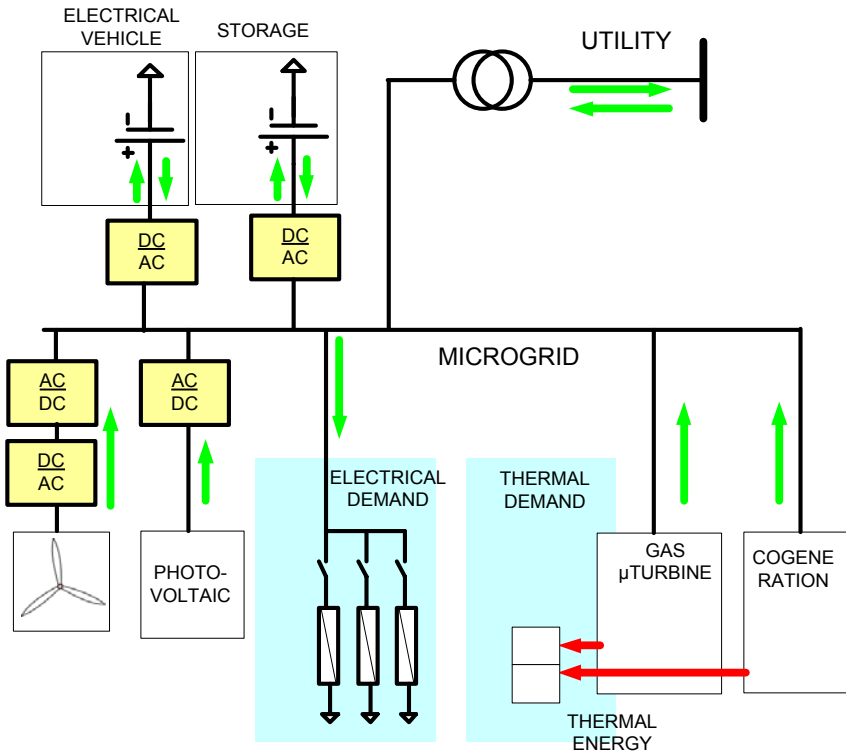 ELECTRICAL
VEHICLE
STORAGE
UTILITY
-
+
-
+
DC
AC
DC
AC
MICROGRID
AC
DC
AC
DC
DC
AC
ELECTRICAL
DEMAND
THERMAL
DEMAND
PHOTO-
VOLTAIC
GAS
µTURBINE
COGENE
RATION
THERMAL
ENERGY